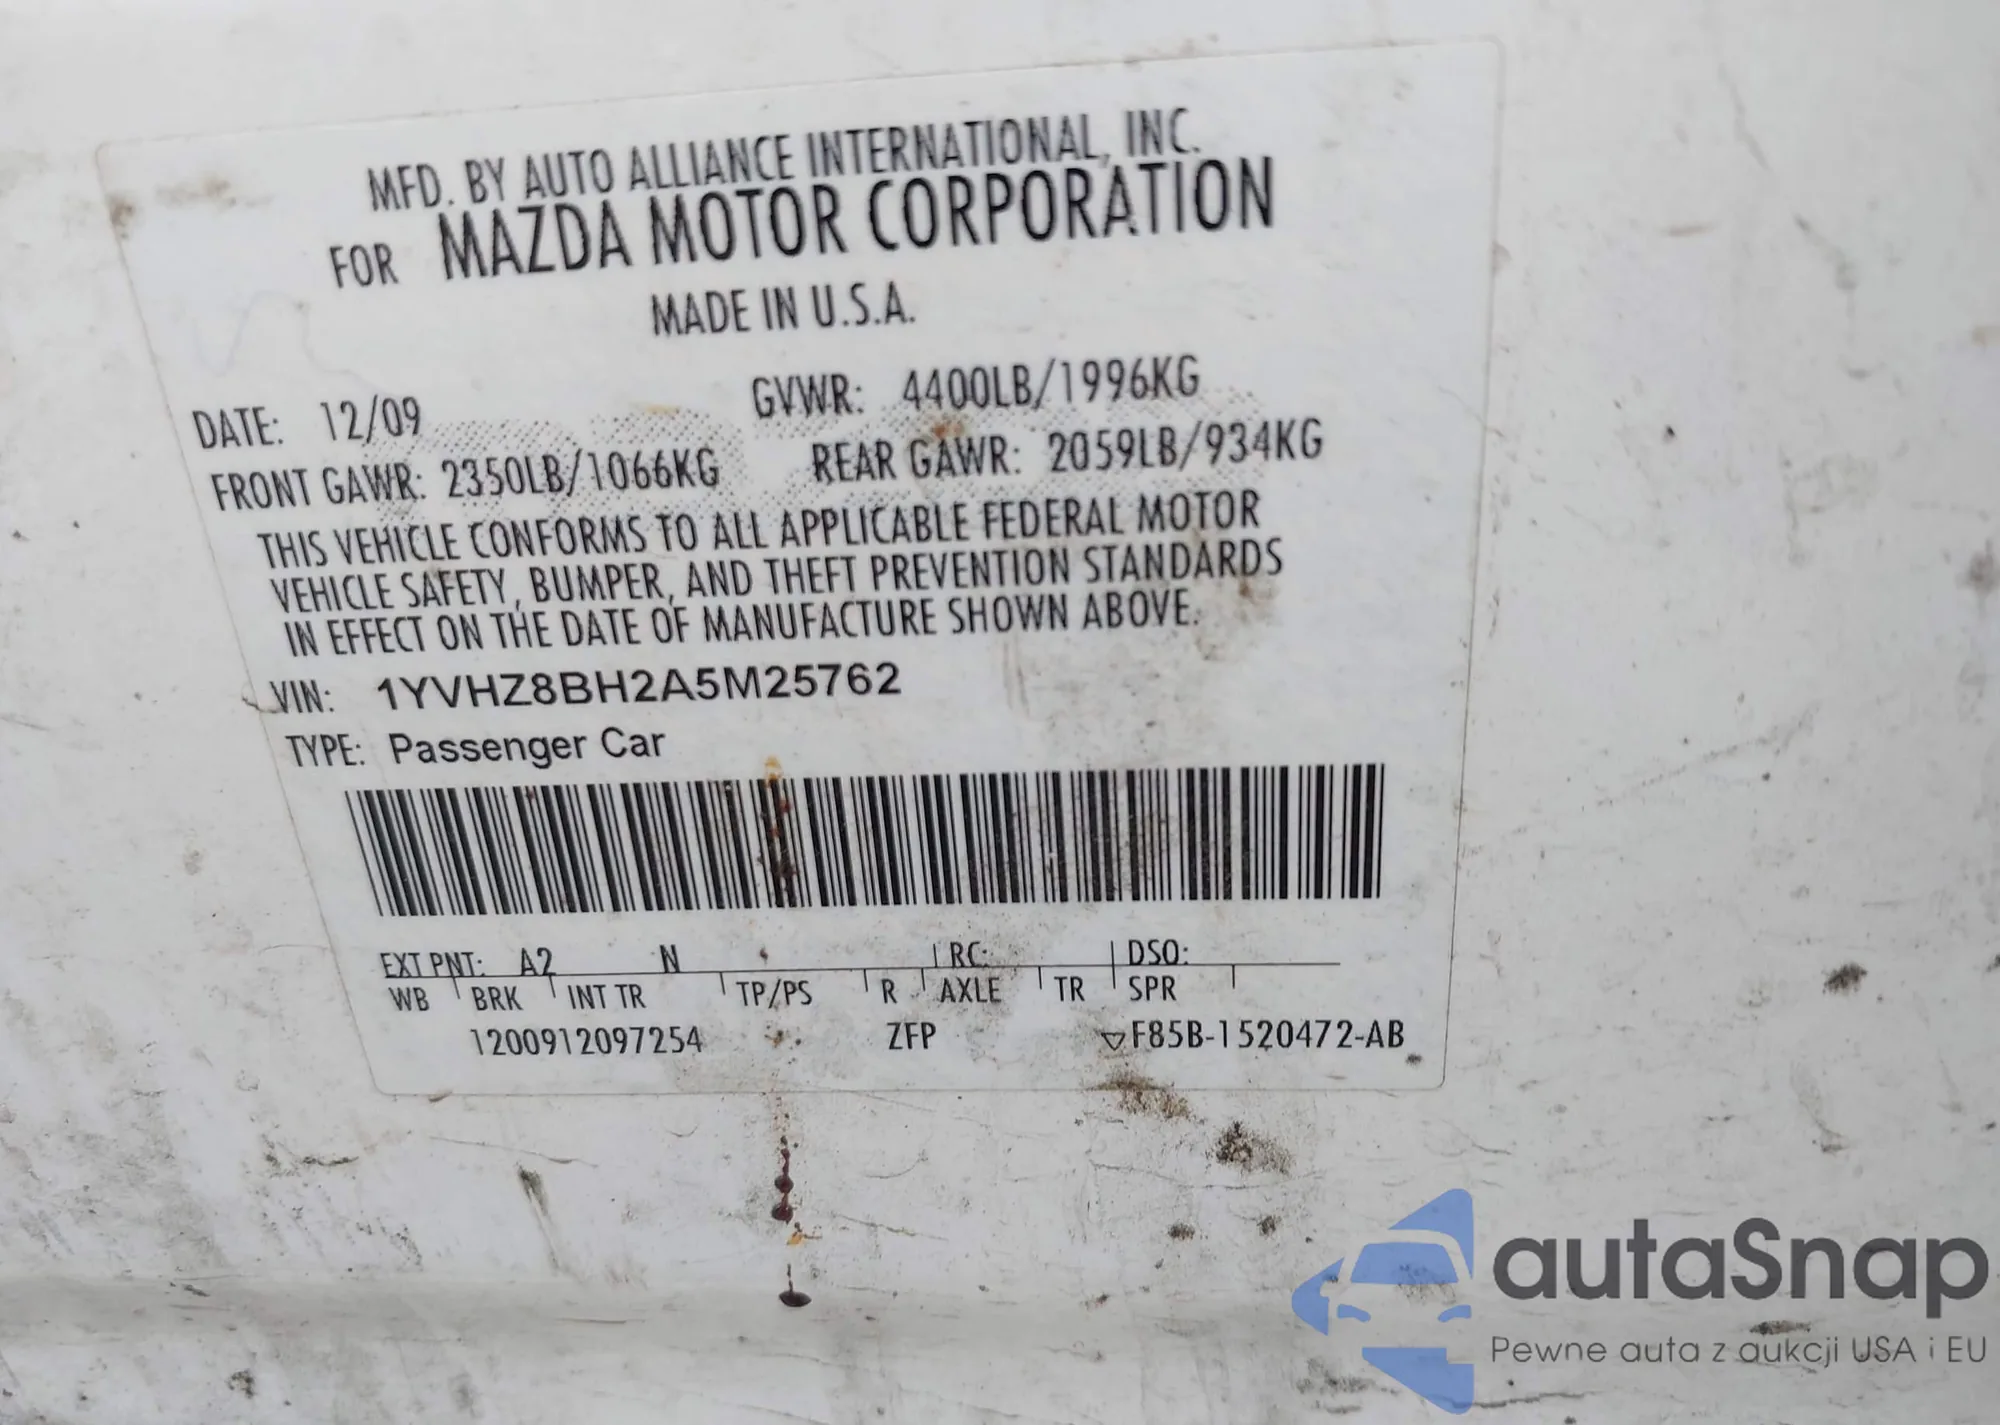 MFD. BY AUTO ALLIANCE INTERNATIONAL, INC.
FOR MAZDA MOTOR CORPORATION
MADE IN U.S.A.
DATE: 12/09 GVWR: 4400LB/1996KG
FRONT GAWR: 2350LB/1066KG REAR GAWR: 2059LB/934KG
THIS VEHICLE CONFORMS TO ALL APPLICABLE FEDERAL MOTOR
VEHICLE SAFETY, BUMPER, AND THEFT PREVENTION STANDARDS
IN EFFECT ON THE DATE OF MANUFACTURE SHOWN ABOVE.
VIN: 1YVHZ8BH2A5M25762
TYPE: Passenger Car
EXT PNT: A2 N RC: DSO:
WB BRK INT TR TP/PS R AXLE TR SPR
1200912097254 ZFP ▽F85B-1520472-AB
autaSnap
Pewne auta z aukcji USA i EU